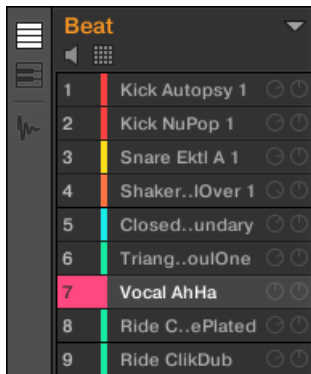 Beat
1 Kick Autopsy 1
2 Kick NuPop 1
3 Snare Ektl A 1
4 Shaker..lOver 1
5 Closed..undary
6 Triang..oulOne
7 Vocal AhHa
8 Ride C..ePlated
9 Ride ClikDub